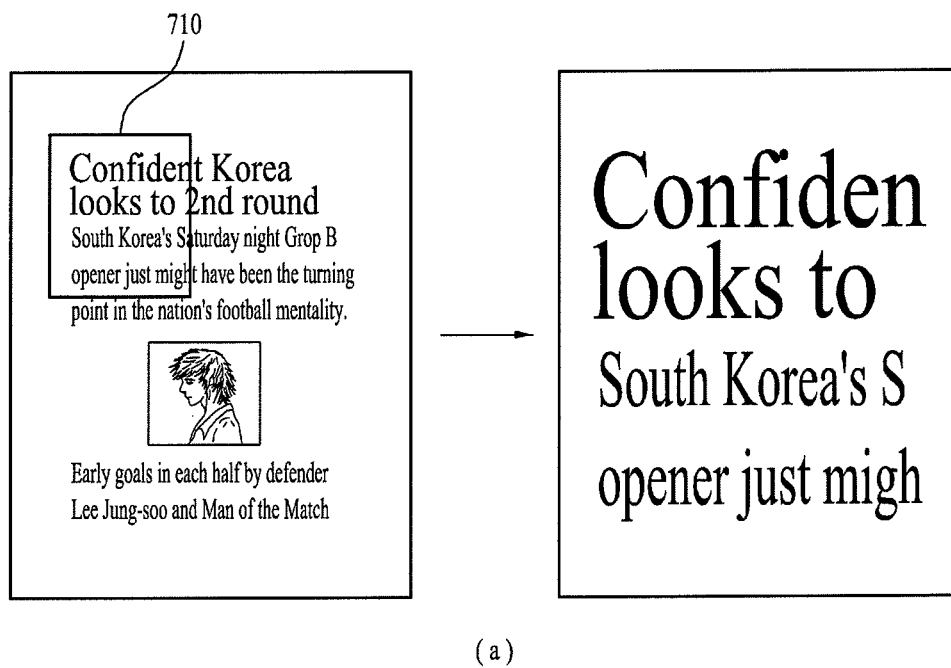 710
Confident Korea
looks to 2nd round
South Korea's Saturday night Grop B
opener just might have been the turning
point in the nation's football mentality.
Early goals in each half by defender
Lee Jung-soo and Man of the Match
Confiden
looks to
South Korea's S
opener just migh
(a)